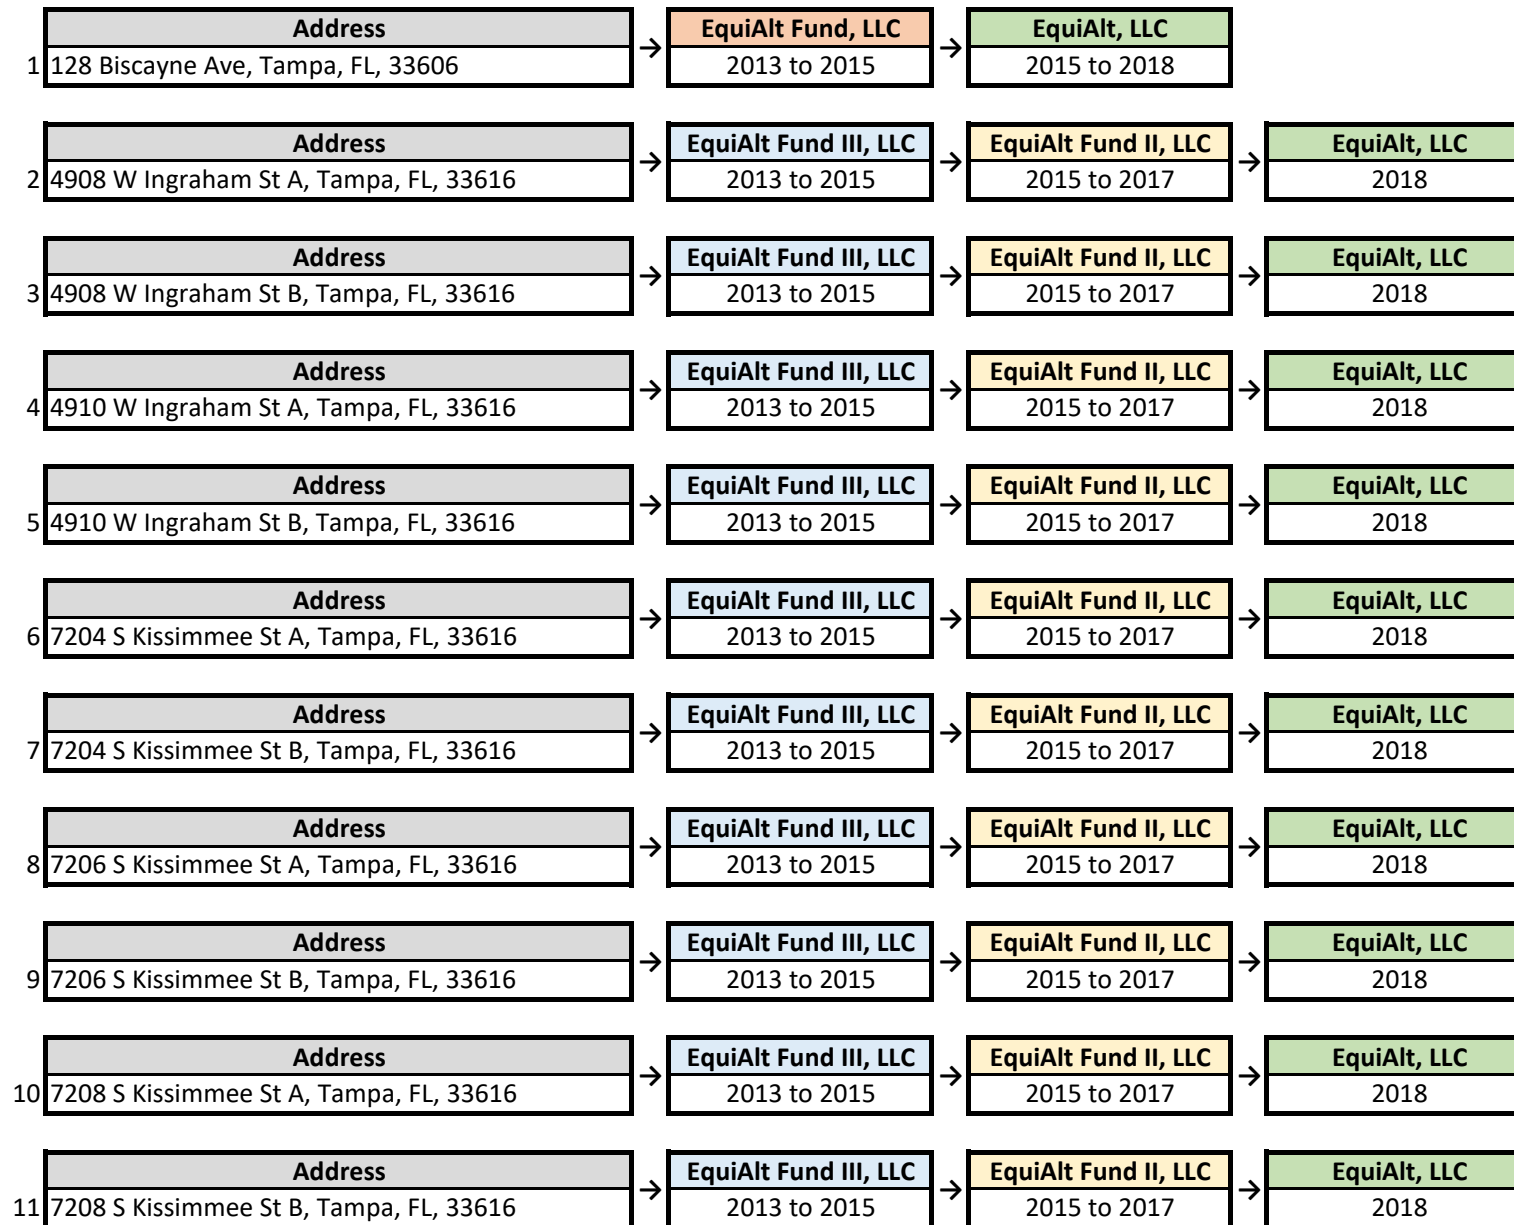 Address → EquiAlt Fund, LLC → EquiAlt, LLC
1 128 Biscayne Ave, Tampa, FL, 33606 2013 to 2015 2015 to 2018
Address → EquiAlt Fund III, LLC → EquiAlt Fund II, LLC → EquiAlt, LLC
2 4908 W Ingraham St A, Tampa, FL, 33616 2013 to 2015 2015 to 2017 2018
Address → EquiAlt Fund III, LLC → EquiAlt Fund II, LLC → EquiAlt, LLC
3 4908 W Ingraham St B, Tampa, FL, 33616 2013 to 2015 2015 to 2017 2018
Address → EquiAlt Fund III, LLC → EquiAlt Fund II, LLC → EquiAlt, LLC
4 4910 W Ingraham St A, Tampa, FL, 33616 2013 to 2015 2015 to 2017 2018
Address → EquiAlt Fund III, LLC → EquiAlt Fund II, LLC → EquiAlt, LLC
5 4910 W Ingraham St B, Tampa, FL, 33616 2013 to 2015 2015 to 2017 2018
Address → EquiAlt Fund III, LLC → EquiAlt Fund II, LLC → EquiAlt, LLC
6 7204 S Kissimmee St A, Tampa, FL, 33616 2013 to 2015 2015 to 2017 2018
Address → EquiAlt Fund III, LLC → EquiAlt Fund II, LLC → EquiAlt, LLC
7 7204 S Kissimmee St B, Tampa, FL, 33616 2013 to 2015 2015 to 2017 2018
Address → EquiAlt Fund III, LLC → EquiAlt Fund II, LLC → EquiAlt, LLC
8 7206 S Kissimmee St A, Tampa, FL, 33616 2013 to 2015 2015 to 2017 2018
Address → EquiAlt Fund III, LLC → EquiAlt Fund II, LLC → EquiAlt, LLC
9 7206 S Kissimmee St B, Tampa, FL, 33616 2013 to 2015 2015 to 2017 2018
Address → EquiAlt Fund III, LLC → EquiAlt Fund II, LLC → EquiAlt, LLC
10 7208 S Kissimmee St A, Tampa, FL, 33616 2013 to 2015 2015 to 2017 2018
Address → EquiAlt Fund III, LLC → EquiAlt Fund II, LLC → EquiAlt, LLC
11 7208 S Kissimmee St B, Tampa, FL, 33616 2013 to 2015 2015 to 2017 2018